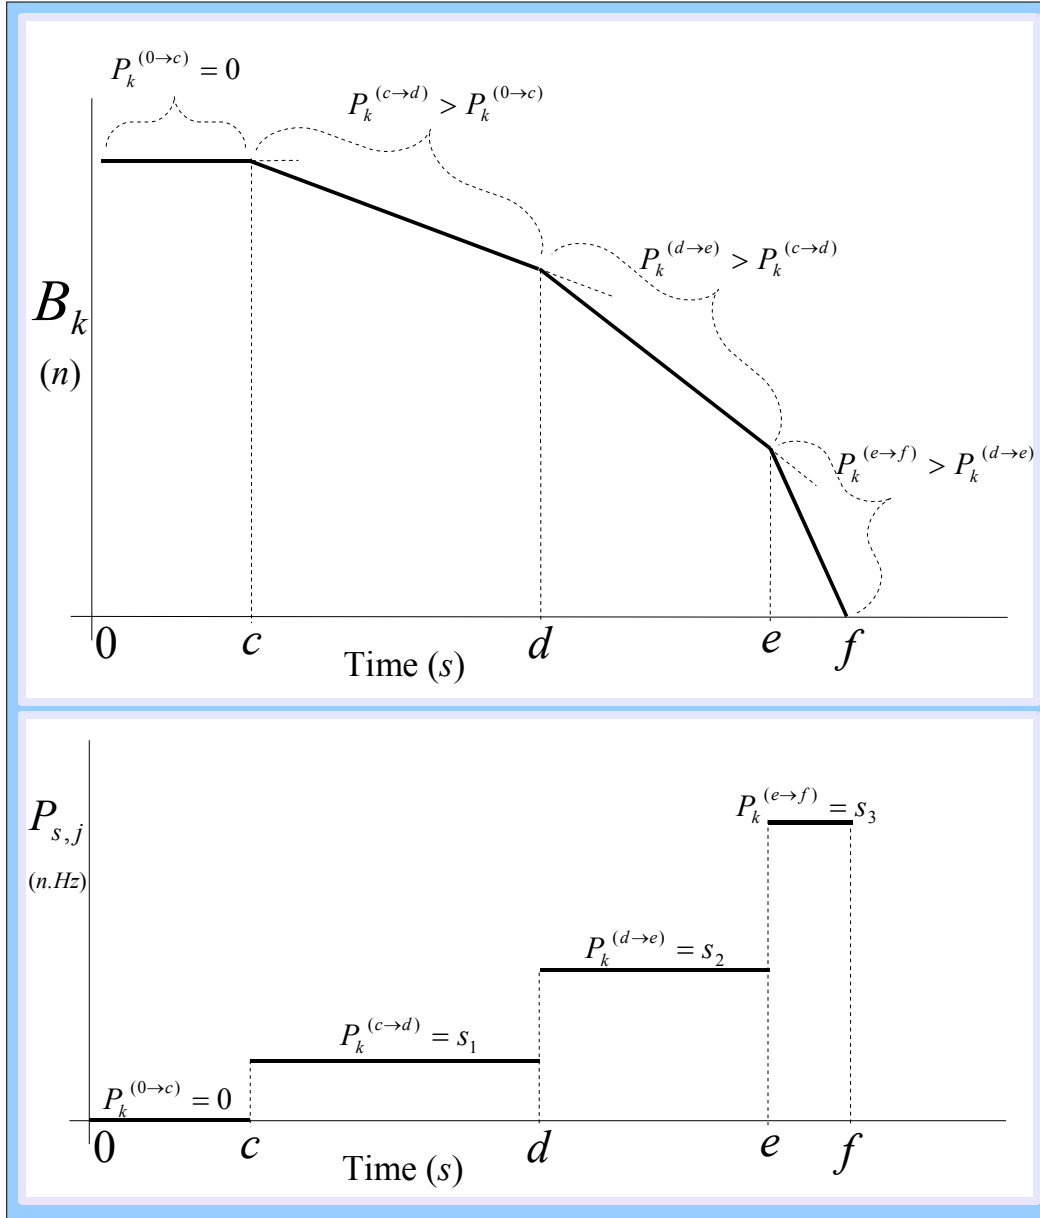 P_k^(0→c) = 0
P_k^(c→d) > P_k^(0→c)
P_k^(d→e) > P_k^(c→d)
B_k
(n)
P_k^(e→f) > P_k^(d→e)
0 c d e f
Time (s)
P_k^(e→f) = s_3
P_s,j
(n.Hz)
P_k^(d→e) = s_2
P_k^(c→d) = s_1
P_k^(0→c) = 0
0 c d e f
Time (s)